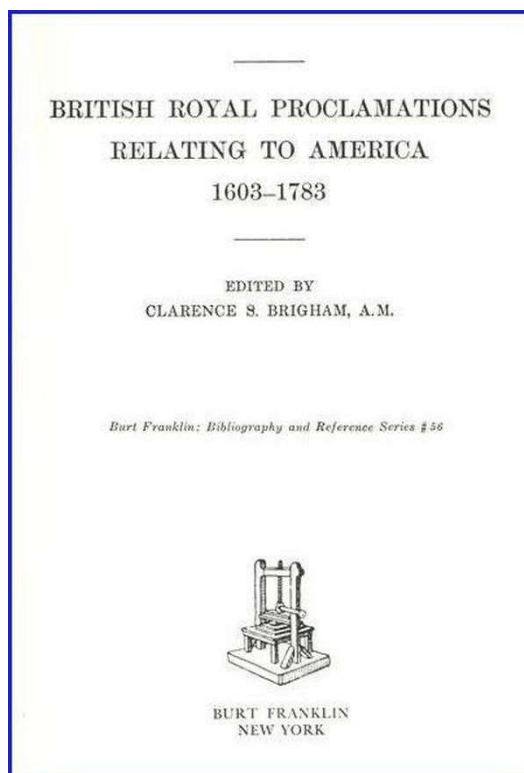 BRITISH ROYAL PROCLAMATIONS
RELATING TO AMERICA
1603–1783
EDITED BY
CLARENCE S. BRIGHAM, A.M.
Burt Franklin: Bibliography and Reference Series #56
BURT FRANKLIN
NEW YORK